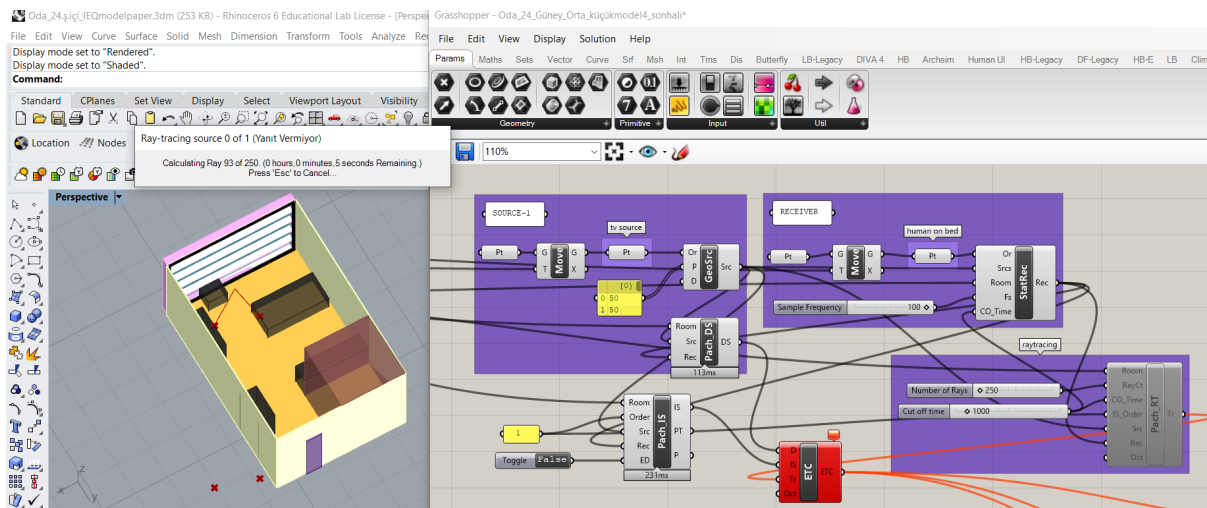 Oda_24_ş.içi_IEQmodelpaper.3dm (253 KB) - Rhinoceros 6 Educational Lab License - [Perspe
File Edit View Curve Surface Solid Mesh Dimension Transform Tools Analyze Re
Display mode set to "Rendered".
Display mode set to "Shaded".
Command:
Standard CPlanes Set View Display Select Viewport Layout Visibility
Location Nodes
Ray-tracing source 0 of 1 (Yanıt Vermiyor)
Calculating Ray 93 of 250. (0 hours,0 minutes,5 seconds Remaining.)
Press 'Esc' to Cancel...
Perspective
z
x
y
Grasshopper - Oda_24_Güney_Orta_küçükmodel4_sonhali*
File Edit View Display Solution Help
Params Maths Sets Vector Curve Srf Msh Int Trns Dis Butterfly LB-Legacy DIVA 4 HB Archsim Human UI HB-Legacy DF-Legacy HB-E LB Clim
Geometry Primitive Input Util
110%
SOURCE-1
tv source
Pt
G G
Move
T X
Pt
Or
P
D
GeoSrc
Src
{0}
0 50
1 50
Room
Src
Rec
Pach_DS
DS
113ms
RECEIVER
human on bed
Pt
G G
Move
T X
Pt
Or
Srcs
Room
Fs
CO_Time
StatRec
Rec
Sample Frequency 100
raytracing
Number of Rays 250
Cut off time 1000
Room
RayCt
CO_Time
IS_Order
Src
Rec
Oct
Pach_RT
Tr
1
Toggle False
Room
Order
Src
Rec
ED
Pach_IS
IS
PT
P
231ms
D
IS
Tr
Oct
ETC
ETC